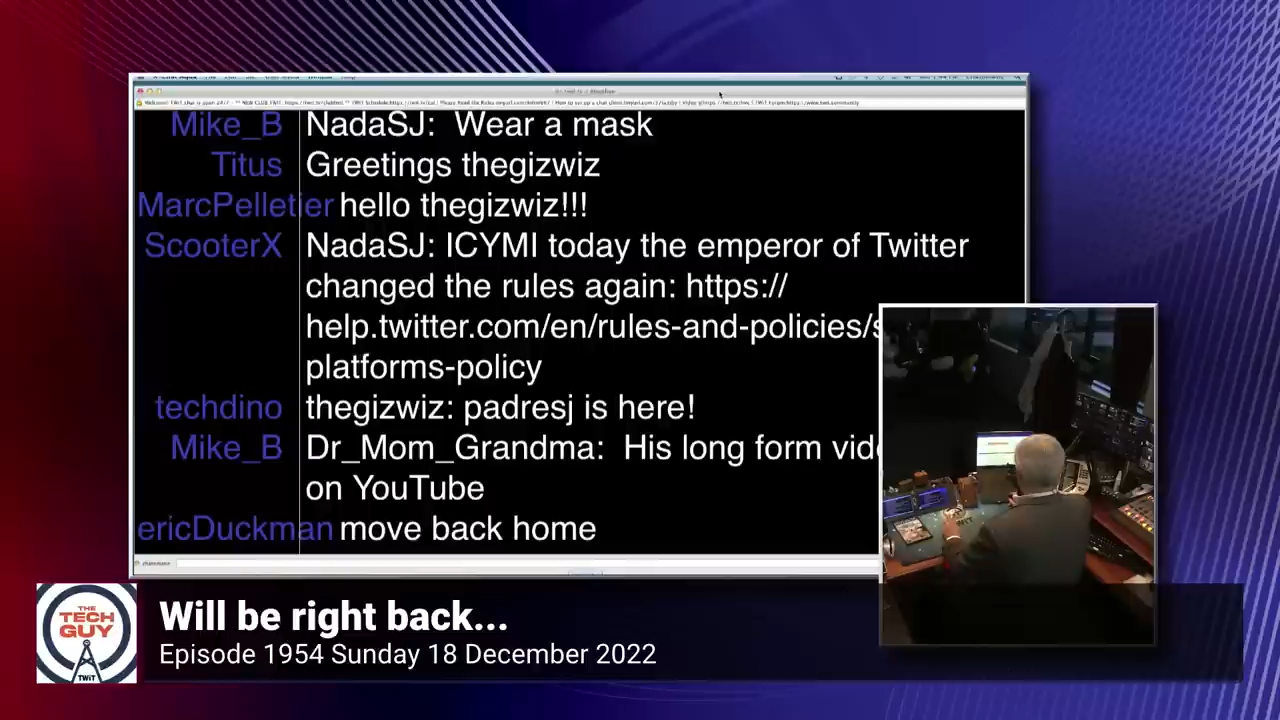 Mike_B NadaSJ: Wear a mask
Titus Greetings thegizwiz
MarcPelletier hello thegizwiz!!!
ScooterX NadaSJ: ICYMI today the emperor of Twitter
changed the rules again: https://
help.twitter.com/en/rules-and-policies/s
platforms-policy
techdino thegizwiz: padresj is here!
Mike_B Dr_Mom_Grandma: His long form vid
on YouTube
ericDuckman move back home
THE
TECH
GUY
TWiT
Will be right back...
Episode 1954 Sunday 18 December 2022